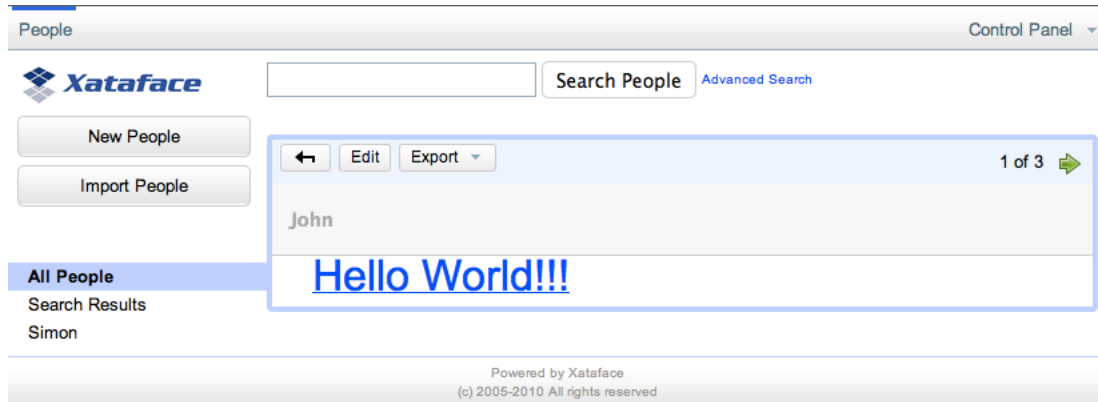 People
Control Panel
Xataface
Search People
Advanced Search
New People
Import People
Edit
Export
1 of 3
John
Hello World!!!
All People
Search Results
Simon
Powered by Xataface
(c) 2005-2010 All rights reserved